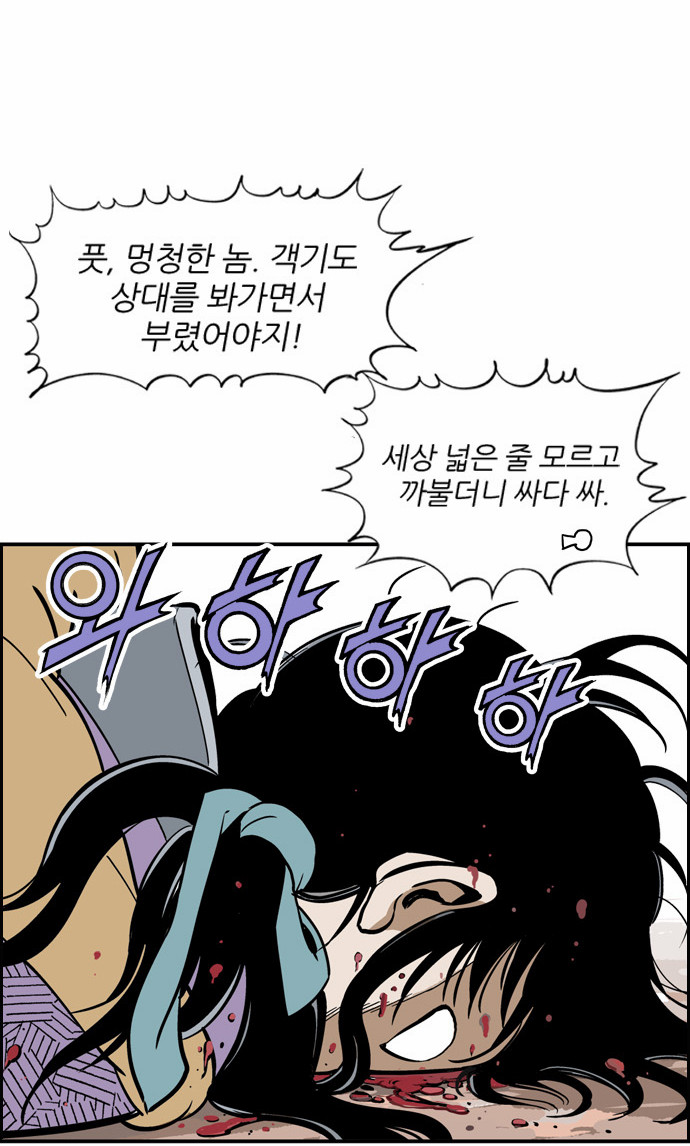 풋, 멍청한 놈. 객기도
상대를 봐가면서
부렸어야지!
세상 넓은 줄 모르고
까불더니 싸다 싸.
와하하하